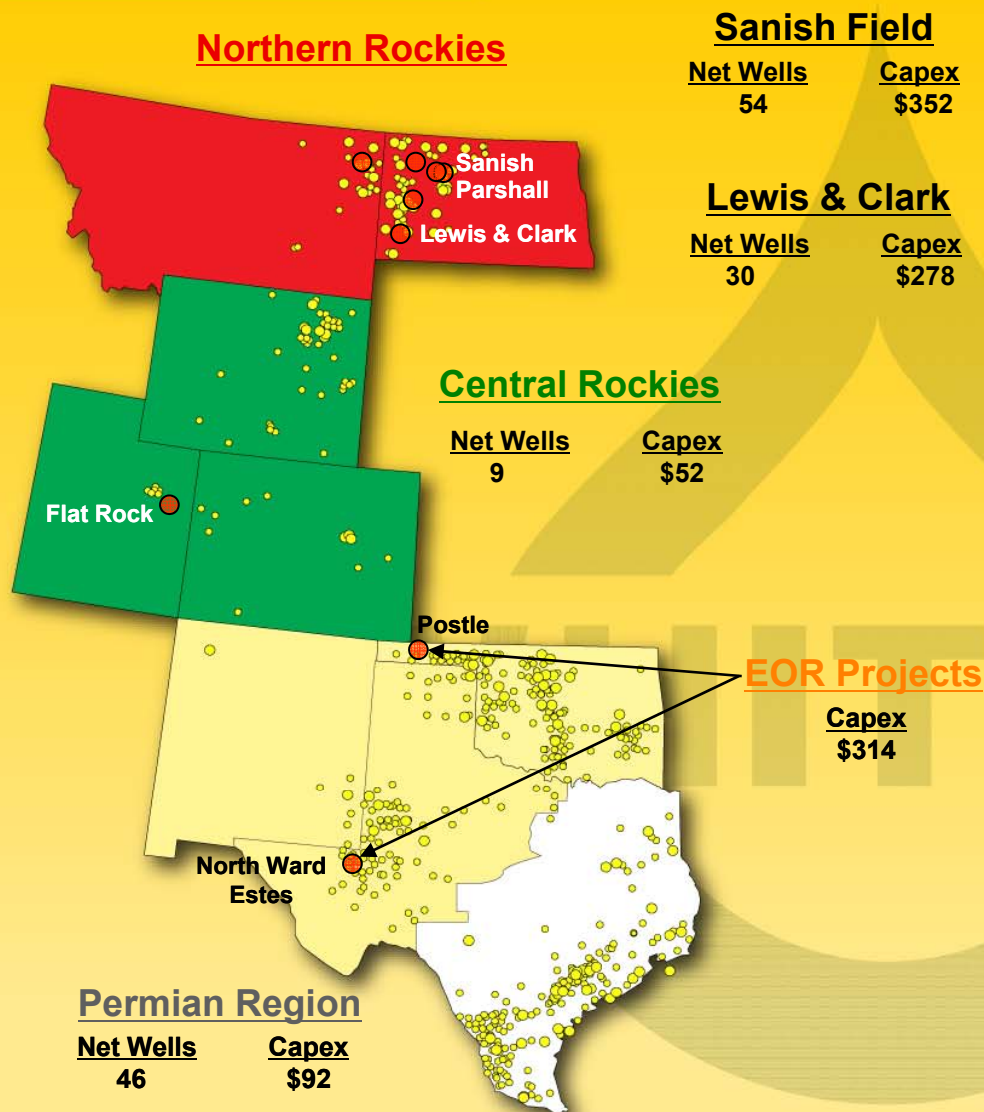 Northern Rockies
Sanish Field
Net Wells Capex
54 $352
Sanish
Parshall
Lewis & Clark
Lewis & Clark
Net Wells Capex
30 $278
Central Rockies
Net Wells Capex
9 $52
Flat Rock
Postle
EOR Projects
Capex
$314
North Ward
Estes
Permian Region
Net Wells Capex
46 $92